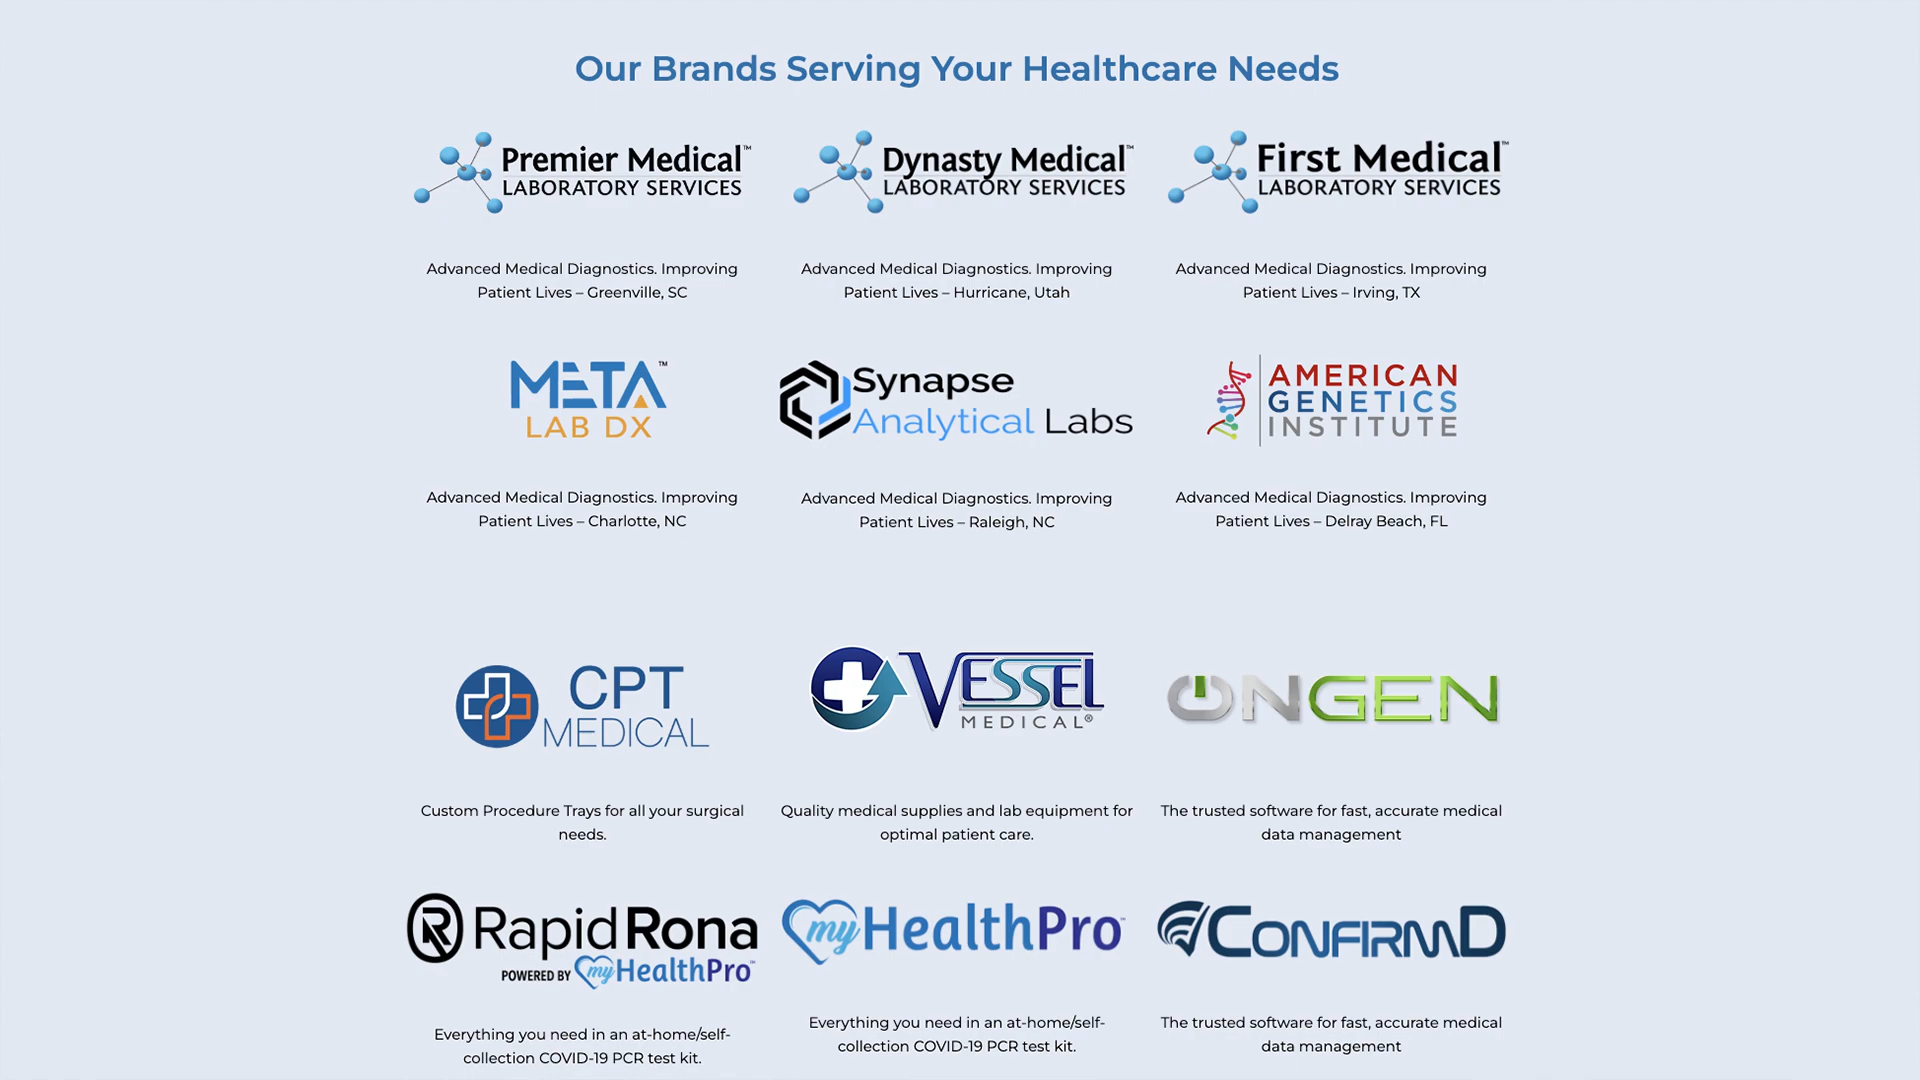 Our Brands Serving Your Healthcare Needs
Premier Medical™
LABORATORY SERVICES
Dynasty Medical™
LABORATORY SERVICES
First Medical™
LABORATORY SERVICES
Advanced Medical Diagnostics. Improving
Patient Lives – Greenville, SC
Advanced Medical Diagnostics. Improving
Patient Lives – Hurricane, Utah
Advanced Medical Diagnostics. Improving
Patient Lives – Irving, TX
META™
LAB DX
Synapse
Analytical Labs
AMERICAN
GENETICS
INSTITUTE
Advanced Medical Diagnostics. Improving
Patient Lives – Charlotte, NC
Advanced Medical Diagnostics. Improving
Patient Lives – Raleigh, NC
Advanced Medical Diagnostics. Improving
Patient Lives – Delray Beach, FL
CPT
MEDICAL
VESSEL
MEDICAL®
ONGEN
Custom Procedure Trays for all your surgical
needs.
Quality medical supplies and lab equipment for
optimal patient care.
The trusted software for fast, accurate medical
data management
RapidRona
POWERED BY myHealthPro™
myHealthPro™
CONFIRMD
Everything you need in an at-home/self-
collection COVID-19 PCR test kit.
Everything you need in an at-home/self-
collection COVID-19 PCR test kit.
The trusted software for fast, accurate medical
data management